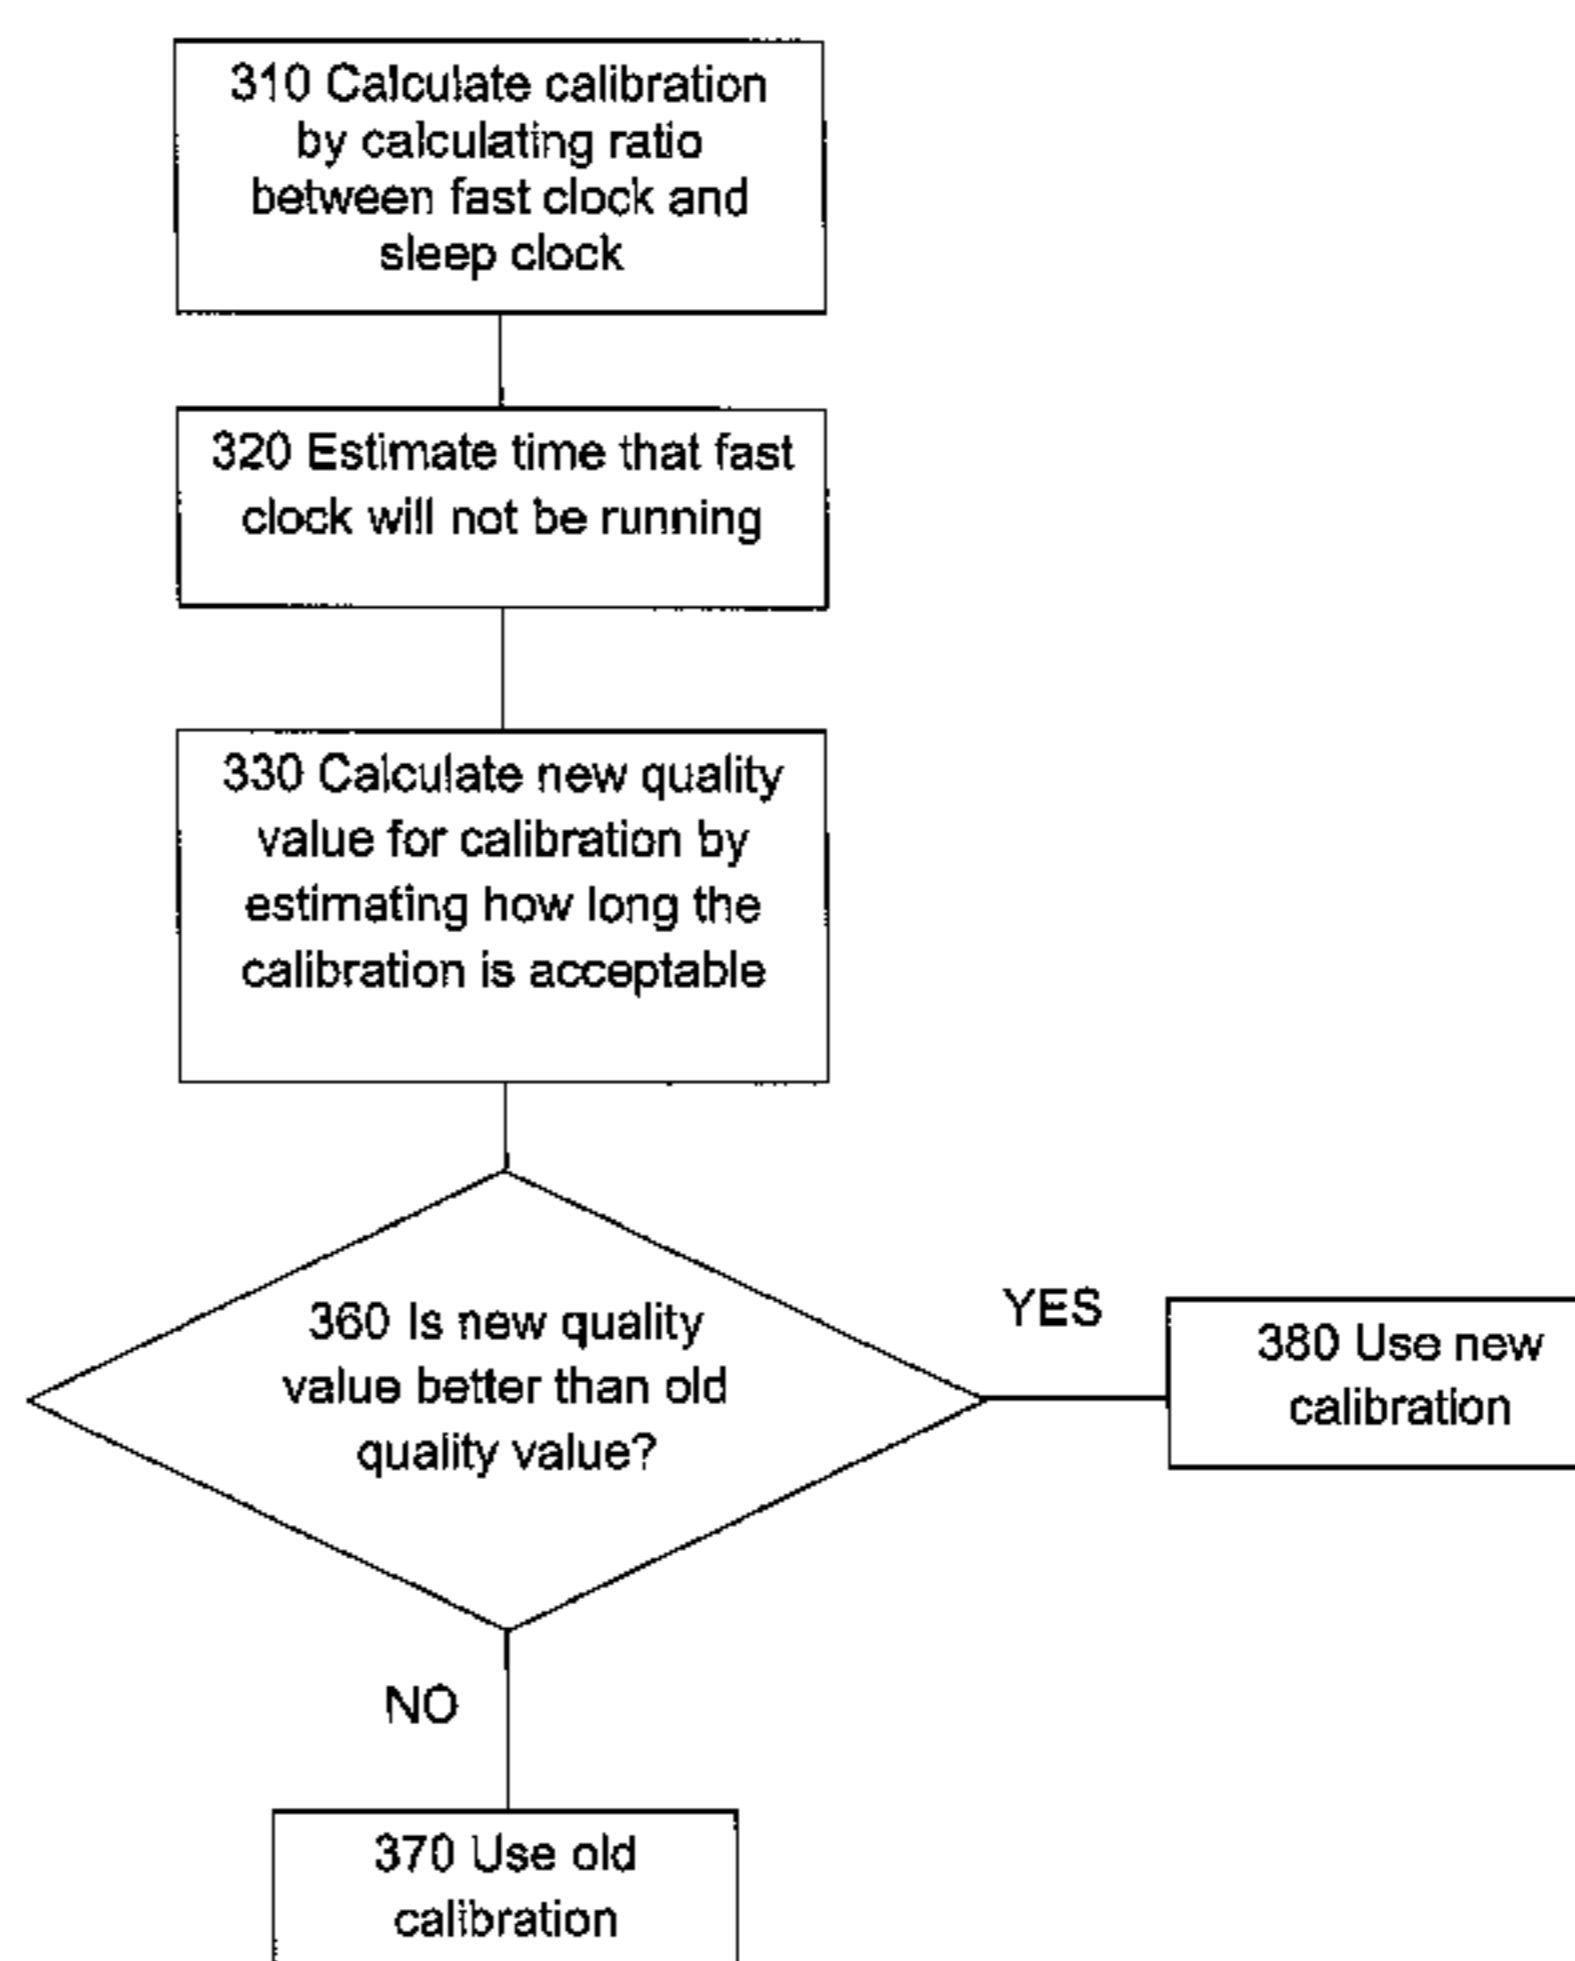 310 Calculate calibration
by calculating ratio
between fast clock and
sleep clock
320 Estimate time that fast
clock will not be running
330 Calculate new quality
value for calibration by
estimating how long the
calibration is acceptable
360 Is new quality
value better than old
quality value?
YES
380 Use new
calibration
NO
370 Use old
calibration